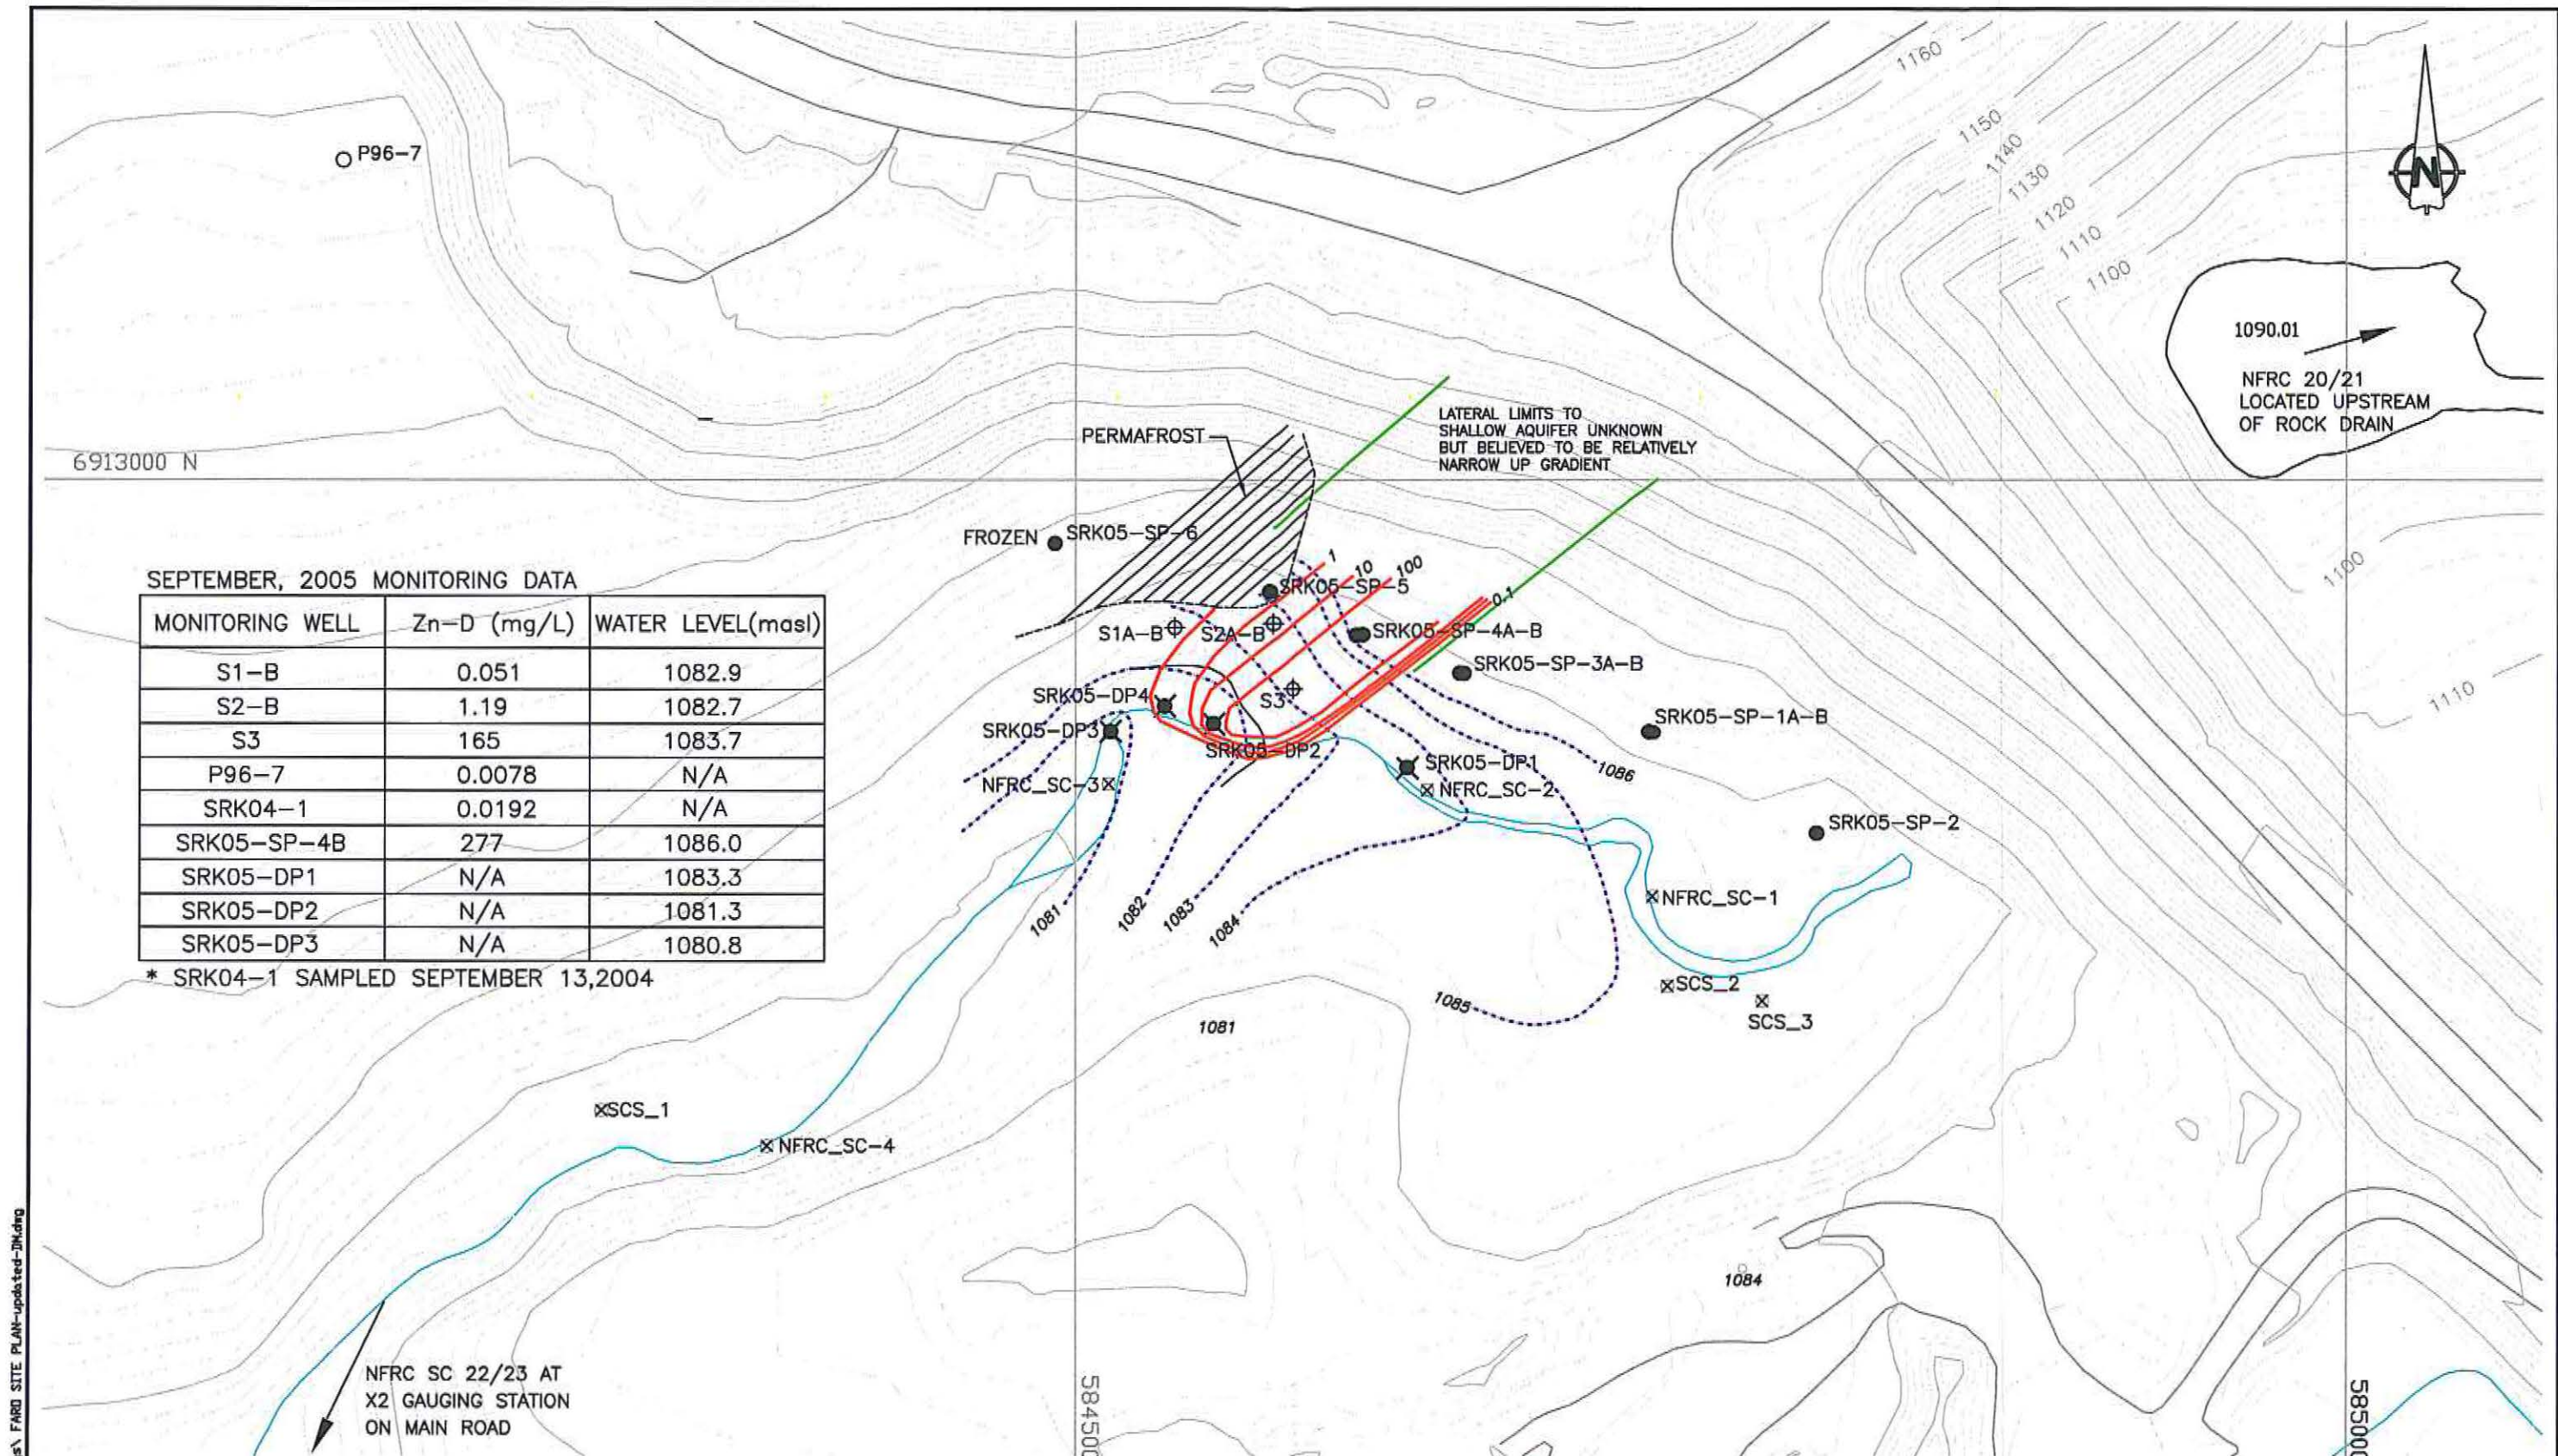 1160
1150
1140
1130
1120
1110
1100
P96-7
N
1090.01
NFRC 20/21
LOCATED UPSTREAM
OF ROCK DRAIN
LATERAL LIMITS TO
SHALLOW AQUIFER UNKNOWN
BUT BELIEVED TO BE RELATIVELY
NARROW UP GRADIENT
PERMAFROST
6913000 N
FROZEN
SRK05-SP-6
1
10
100
0.1
SRK05-SP-5
S1A-B
S2A-B
SRK05-SP-4A-B
SRK05-SP-3A-B
S3
SRK05-DP4
SRK05-DP3
SRK05-DP2
SRK05-SP-1A-B
SRK05-DP1
NFRC_SC-3
NFRC_SC-2
1086
SRK05-SP-2
1100
1110
SEPTEMBER, 2005 MONITORING DATA
MONITORING WELL Zn-D (mg/L) WATER LEVEL(masl)
S1-B 0.051 1082.9
S2-B 1.19 1082.7
S3 165 1083.7
P96-7 0.0078 N/A
SRK04-1 0.0192 N/A
SRK05-SP-4B 277 1086.0
SRK05-DP1 N/A 1083.3
SRK05-DP2 N/A 1081.3
SRK05-DP3 N/A 1080.8
* SRK04-1 SAMPLED SEPTEMBER 13,2004
1081
1082
1083
1084
NFRC_SC-1
SCS_2
SCS_3
1085
1081
SCS_1
NFRC_SC-4
1084
NFRC SC 22/23 AT
X2 GAUGING STATION
ON MAIN ROAD
584500
585000
s\ FARO SITE PLAN-updated-DM.dwg